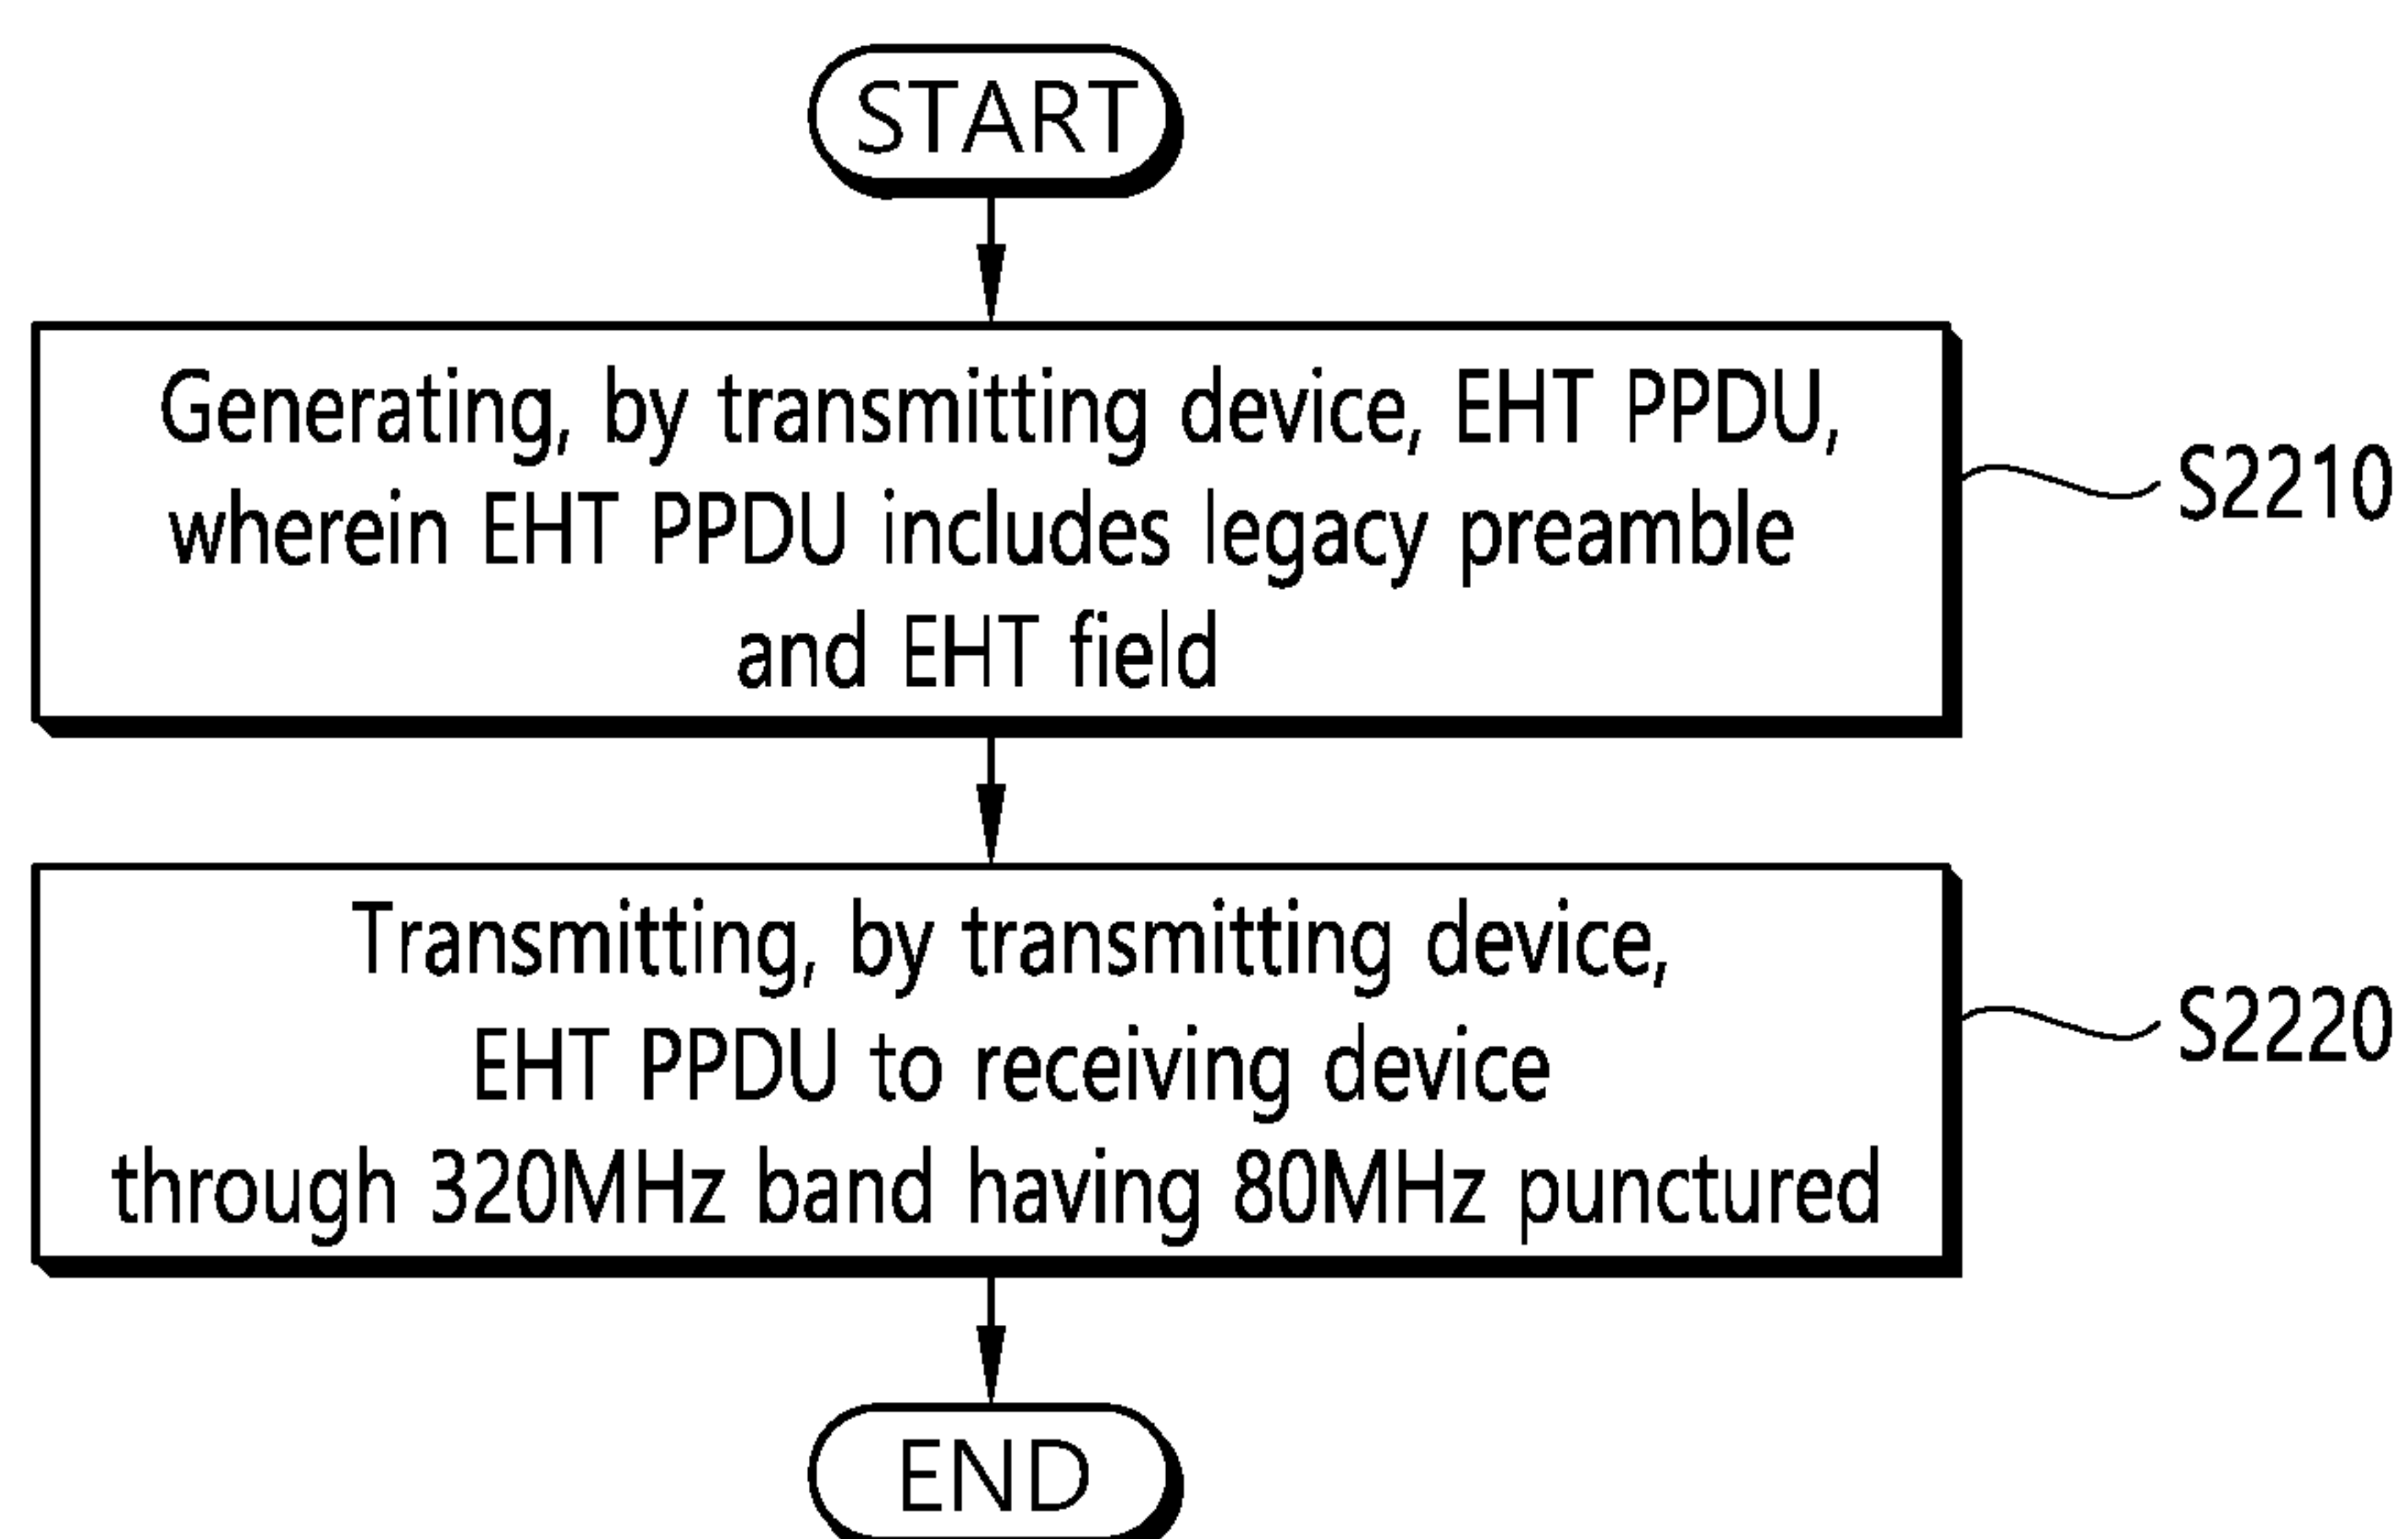 START
Generating, by transmitting device, EHT PPDU,
wherein EHT PPDU includes legacy preamble
and EHT field
S2210
Transmitting, by transmitting device,
EHT PPDU to receiving device
through 320MHz band having 80MHz punctured
S2220
END